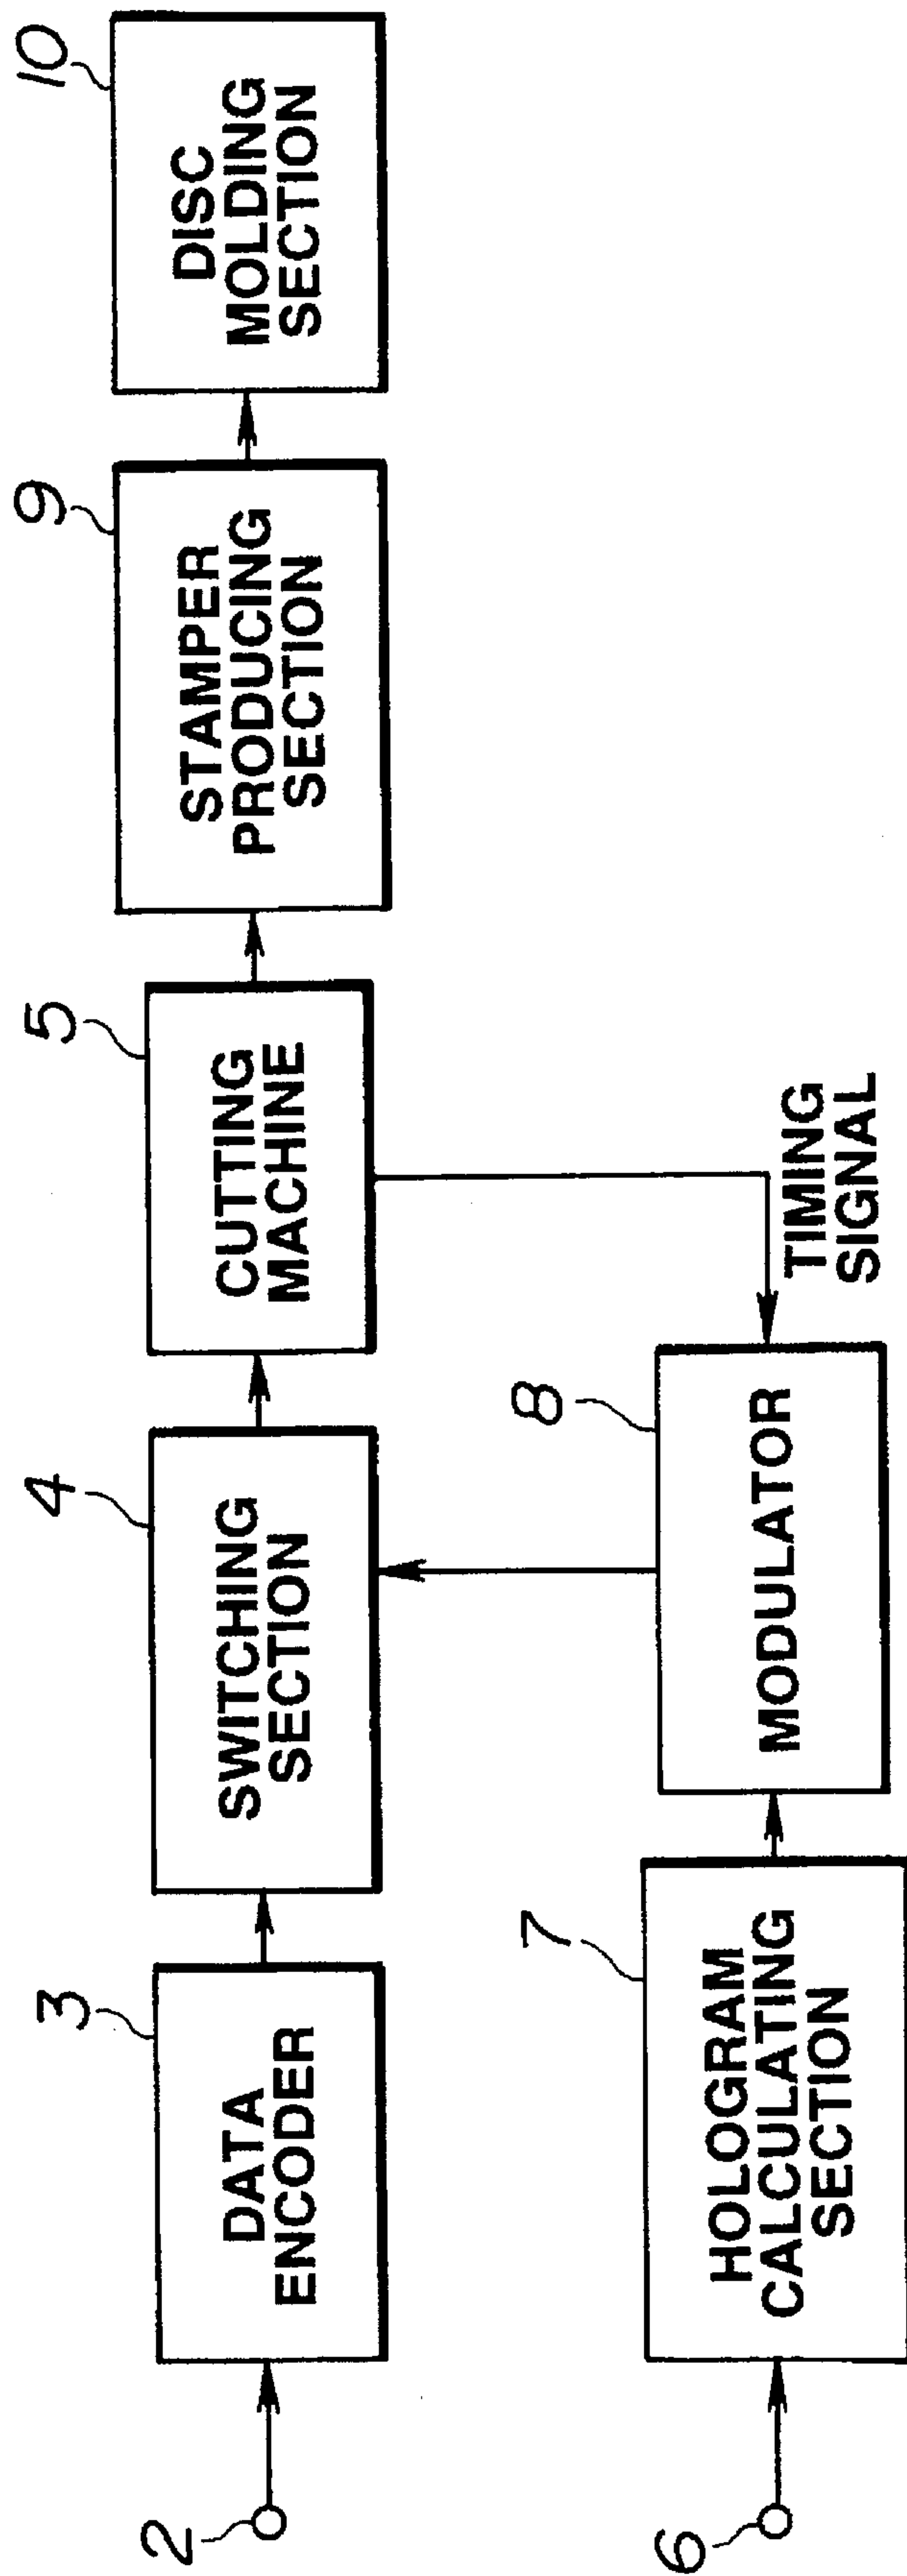 2
3
DATA
ENCODER
4
SWITCHING
SECTION
5
CUTTING
MACHINE
9
STAMPER
PRODUCING
SECTION
10
DISC
MOLDING
SECTION
6
7
HOLOGRAM
CALCULATING
SECTION
8
MODULATOR
TIMING
SIGNAL